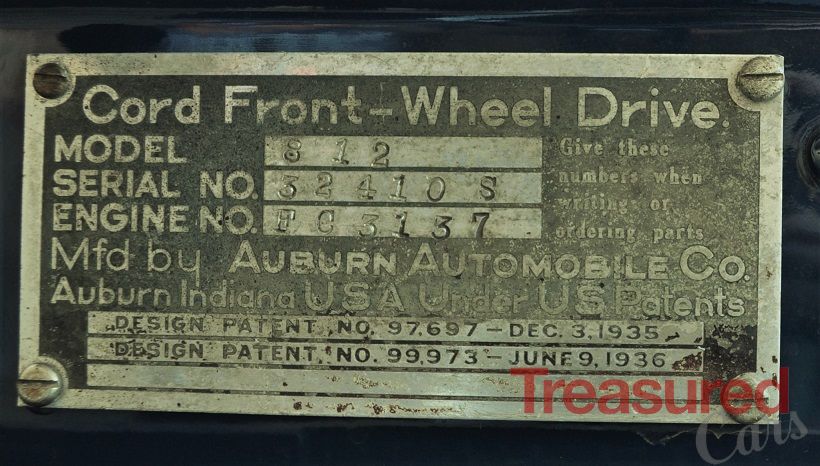 Cord Front-Wheel Drive.
MODEL 812
SERIAL NO. 32410 S
ENGINE NO. FC 3137
Give these
numbers when
writing or
ordering parts
Mfd by AUBURN AUTOMOBILE CO.
Auburn Indiana U S A Under U S Patents
DESIGN PATENT, NO. 97,697 – DEC. 3, 1935
DESIGN PATENT, NO. 99,973 – JUNE 9, 1936
Treasured
Cars